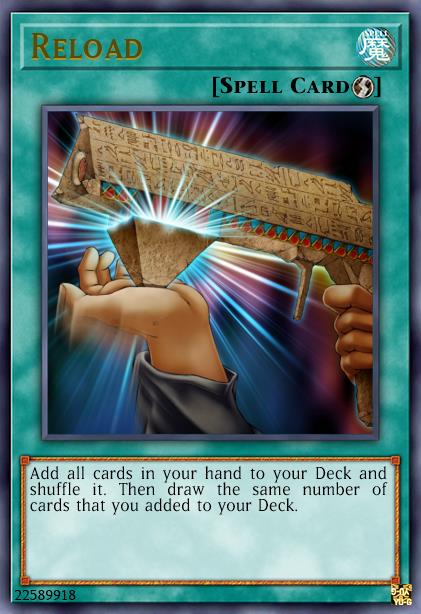 Reload
SPELL
魔
[Spell Card]
Add all cards in your hand to your Deck and
shuffle it. Then draw the same number of
cards that you added to your Deck.
22589918